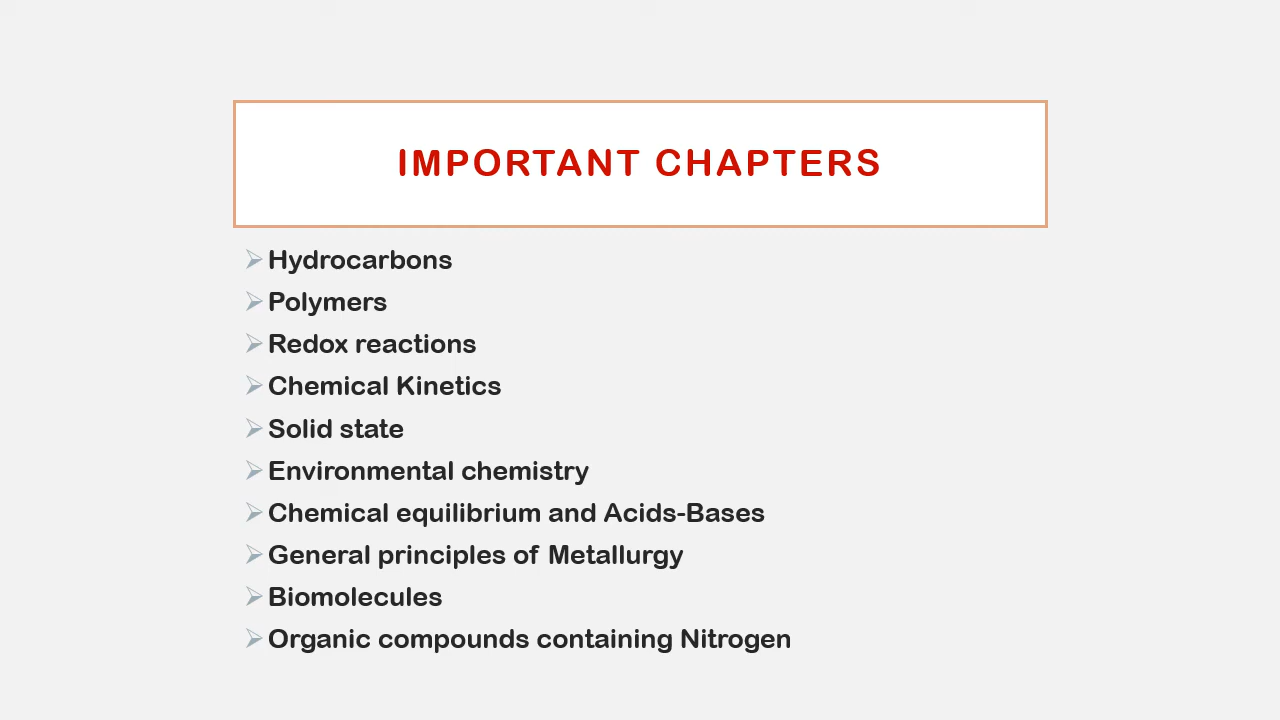 IMPORTANT CHAPTERS
Hydrocarbons
Polymers
Redox reactions
Chemical Kinetics
Solid state
Environmental chemistry
Chemical equilibrium and Acids-Bases
General principles of Metallurgy
Biomolecules
Organic compounds containing Nitrogen